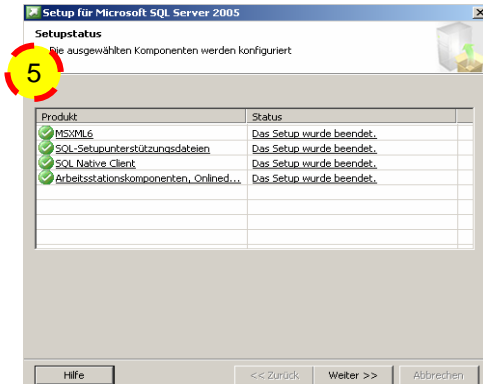 Setup für Microsoft SQL Server 2005
Setupstatus
Die ausgewählten Komponenten werden konfiguriert
5
Produkt Status
MSXML6 Das Setup wurde beendet.
SQL-Setupunterstützungsdateien Das Setup wurde beendet.
SQL Native Client Das Setup wurde beendet.
Arbeitsstationskomponenten, Onlined... Das Setup wurde beendet.
Hilfe << Zurück Weiter >> Abbrechen